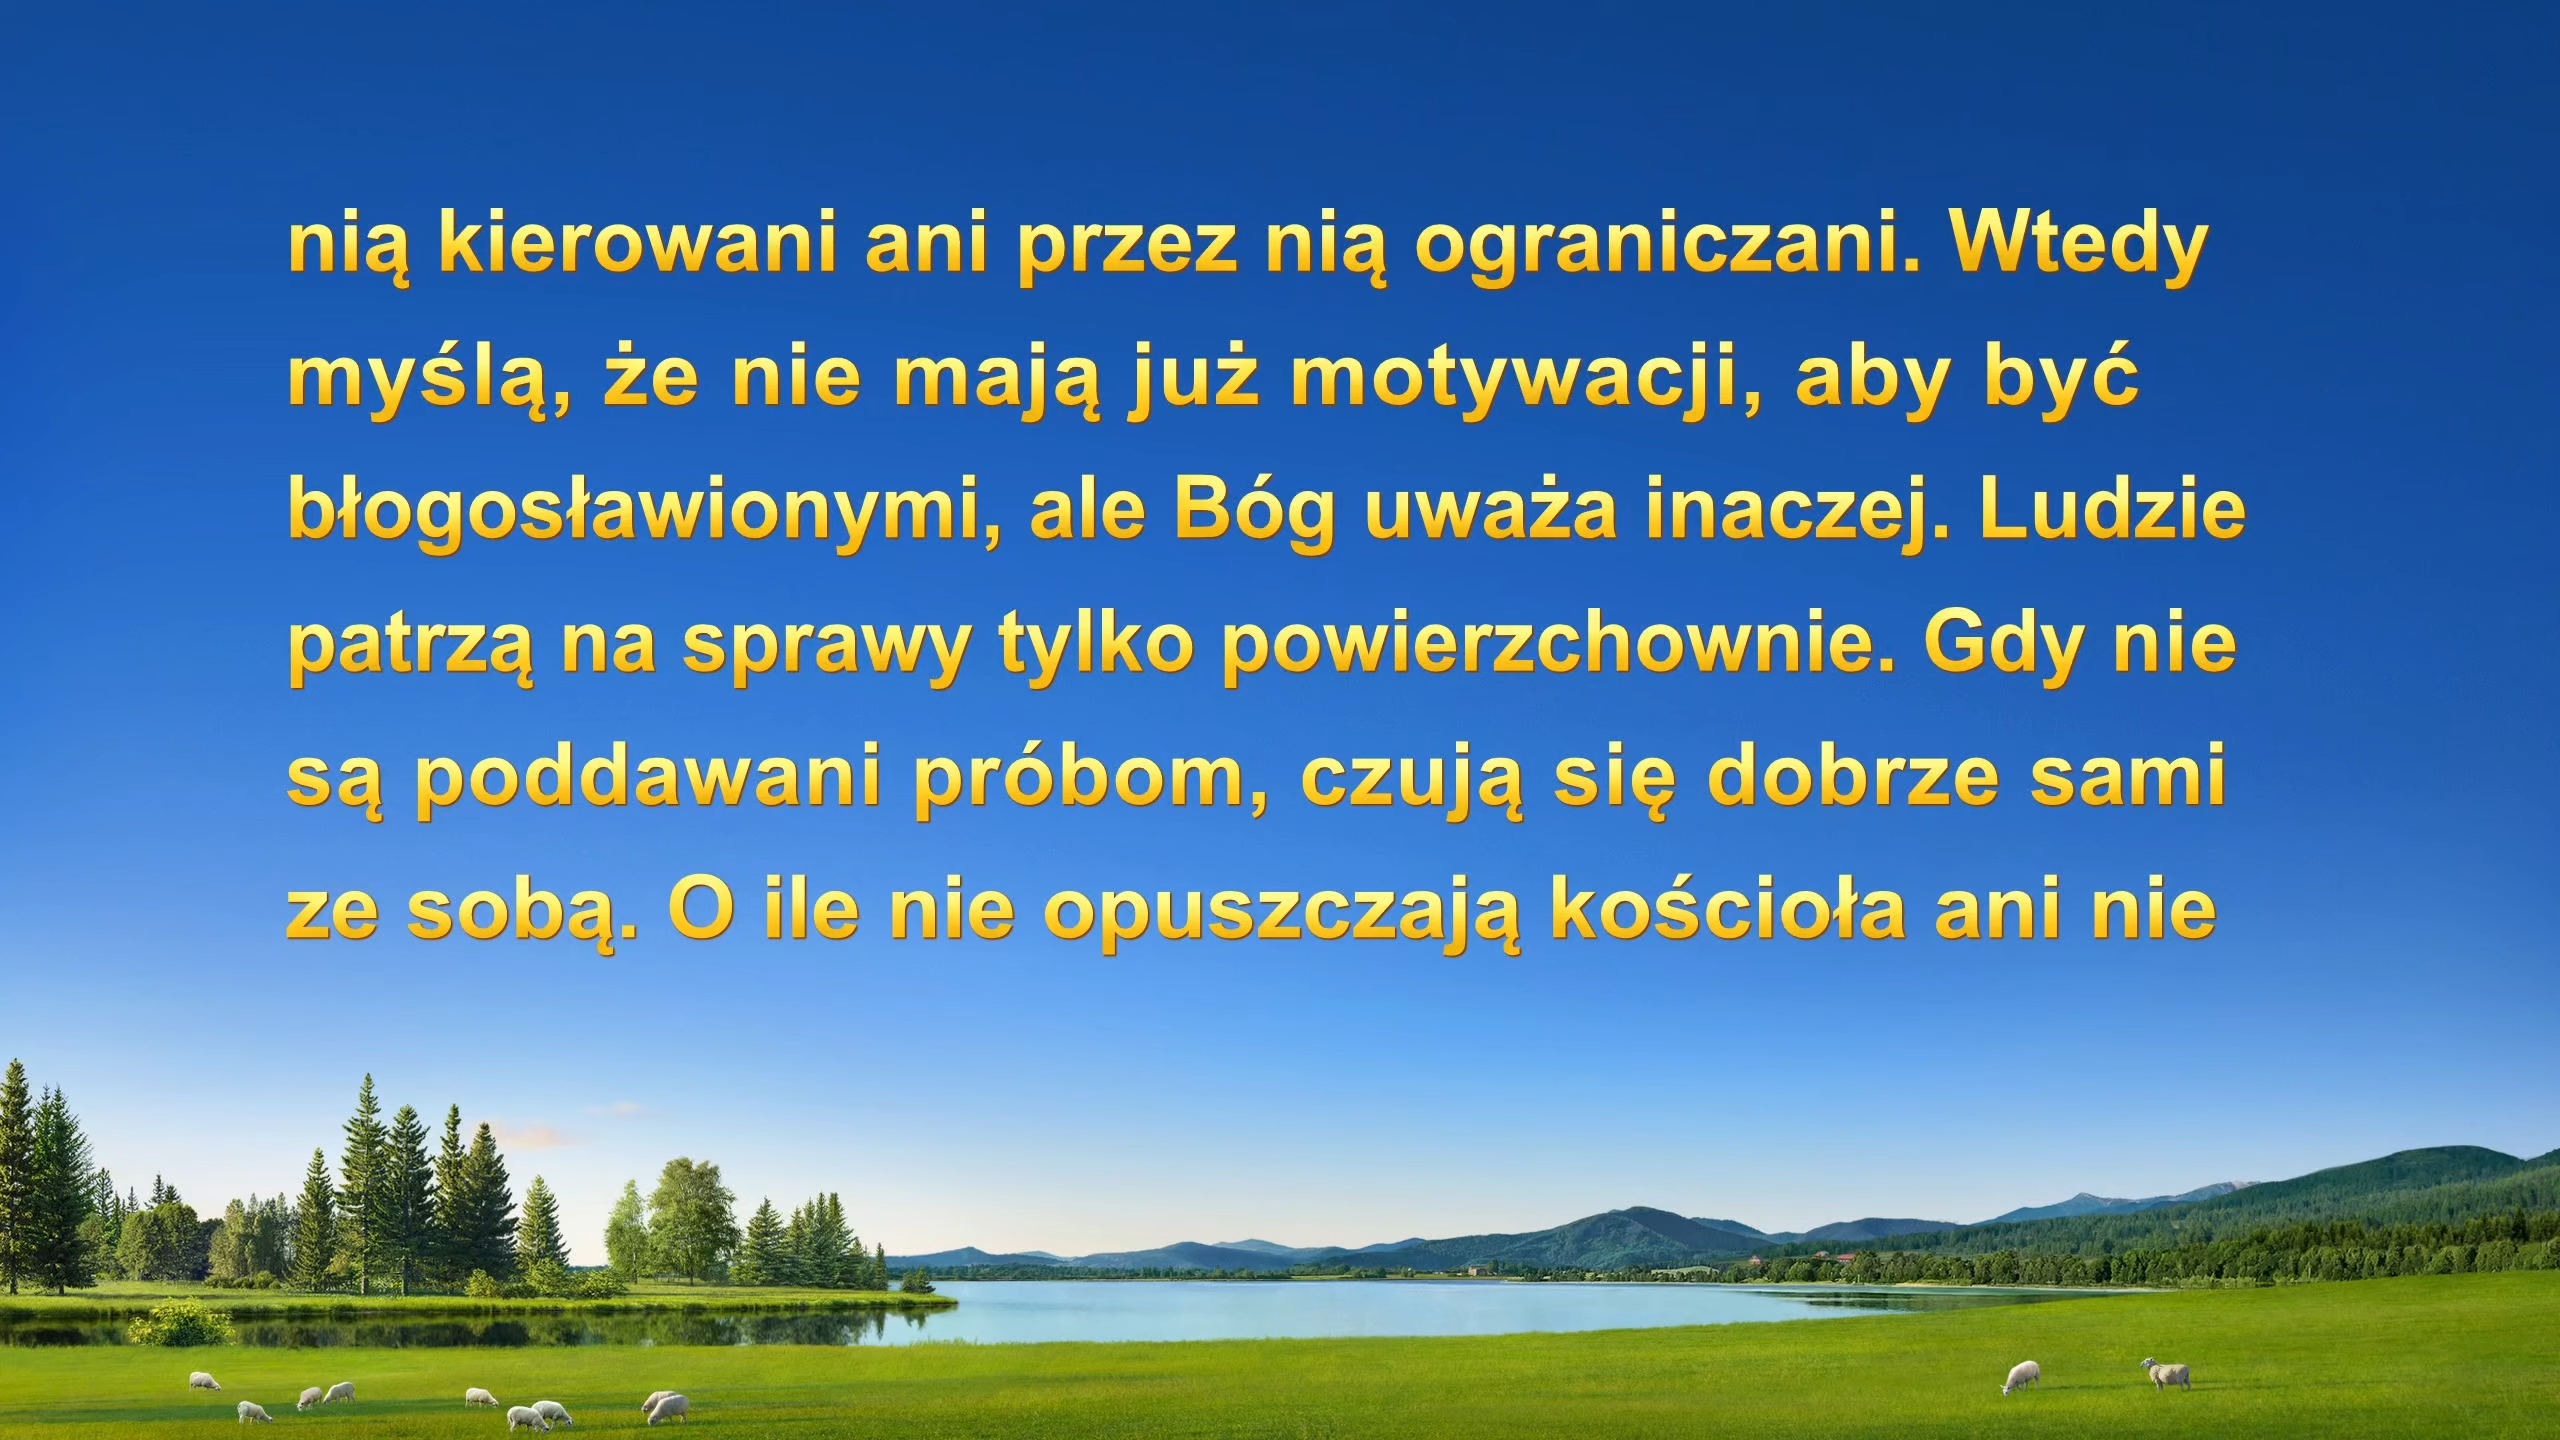 nią kierowani ani przez nią ograniczani. Wtedy
myślą, że nie mają już motywacji, aby być
błogosławionymi, ale Bóg uważa inaczej. Ludzie
patrzą na sprawy tylko powierzchownie. Gdy nie
są poddawani próbom, czują się dobrze sami
ze sobą. O ile nie opuszczają kościoła ani nie